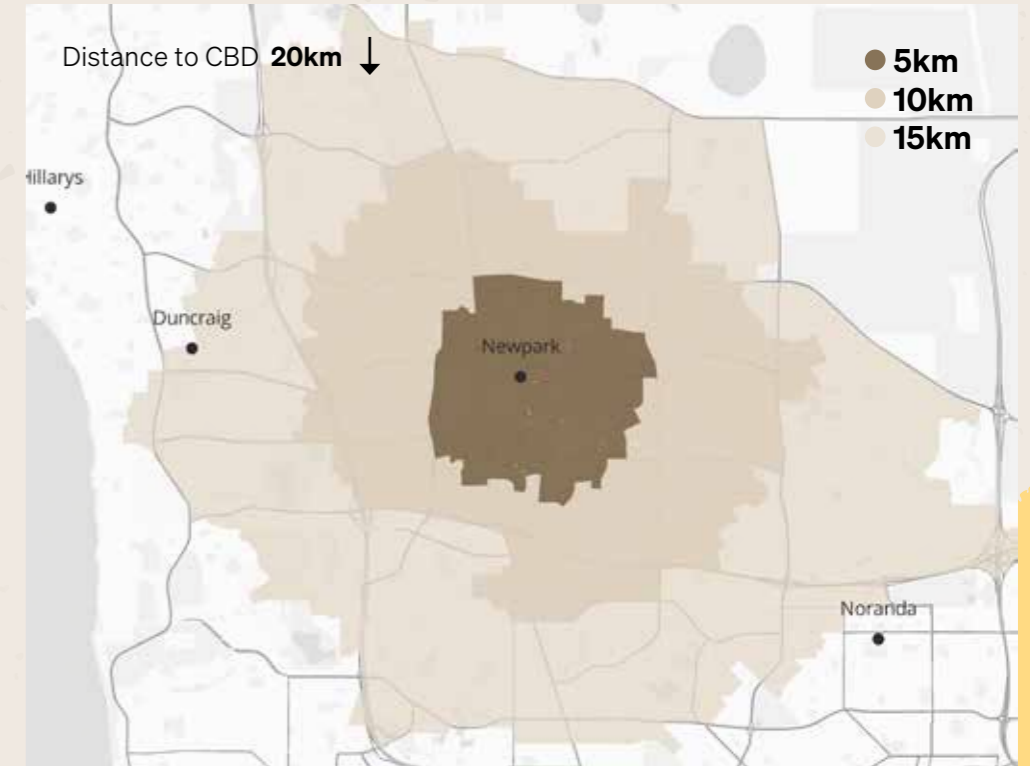 Distance to CBD 20km ↓
5km
10km
15km
Hillarys
Duncraig
Newpark
Noranda